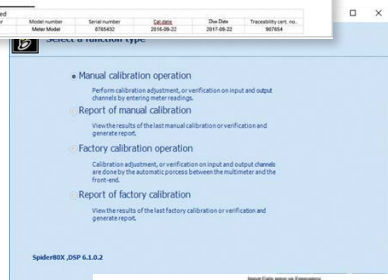 Model number Serial number Cal.date Due Date Traceability cert. no.
Meter Model 8765432 2016-09-22 2017-09-22 907654
Select a function type
Manual calibration operation
Perform calibration adjustment, or verification on input and output
channels by entering meter readings.
Report of manual calibration
View the results of the last manual calibration or verification and
generate report.
Factory calibration operation
Calibration adjustment, or verification on input and output channels
are done by the automatic porcess between the multimeter and the
front-end.
Report of factory calibration
View the results of the last factory calibration or verification and
generate report.
Spider80X ,DSP 6.1.0.2